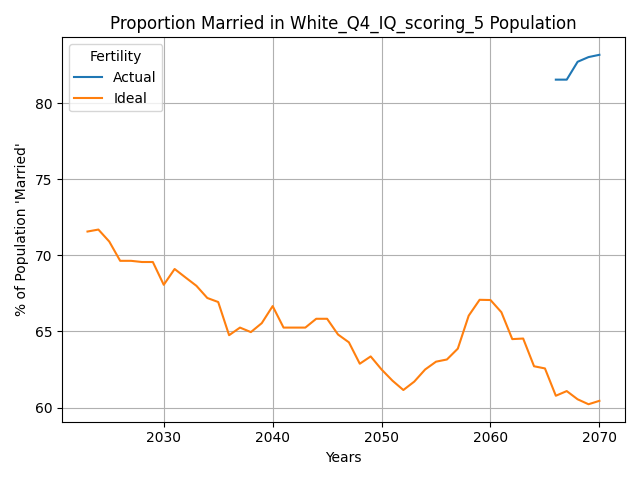 Proportion Married in White_Q4_IQ_scoring_5 Population
Fertility
Actual
Ideal
% of Population 'Married'
80
75
70
65
60
2030
2040
2050
2060
2070
Years